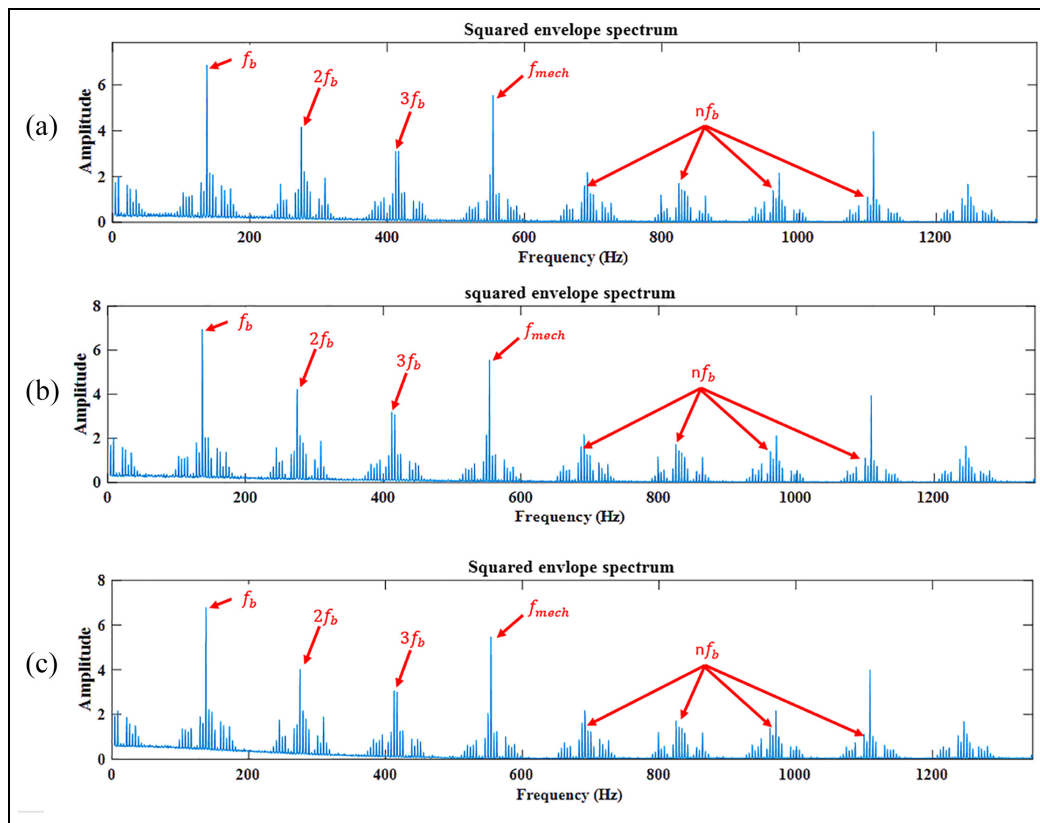 (a)
Squared envelope spectrum
Amplitude
6
4
2
0
f_b
2f_b
3f_b
f_mech
nf_b
0 200 400 600 800 1000 1200
Frequency (Hz)
(b)
squared envelope spectrum
Amplitude
8
6
4
2
0
f_b
2f_b
3f_b
f_mech
nf_b
0 200 400 600 800 1000 1200
Frequency (Hz)
(c)
Squared envlope spectrum
Amplitude
8
6
4
2
0
f_b
2f_b
3f_b
f_mech
nf_b
0 200 400 600 800 1000 1200
Frequency (Hz)